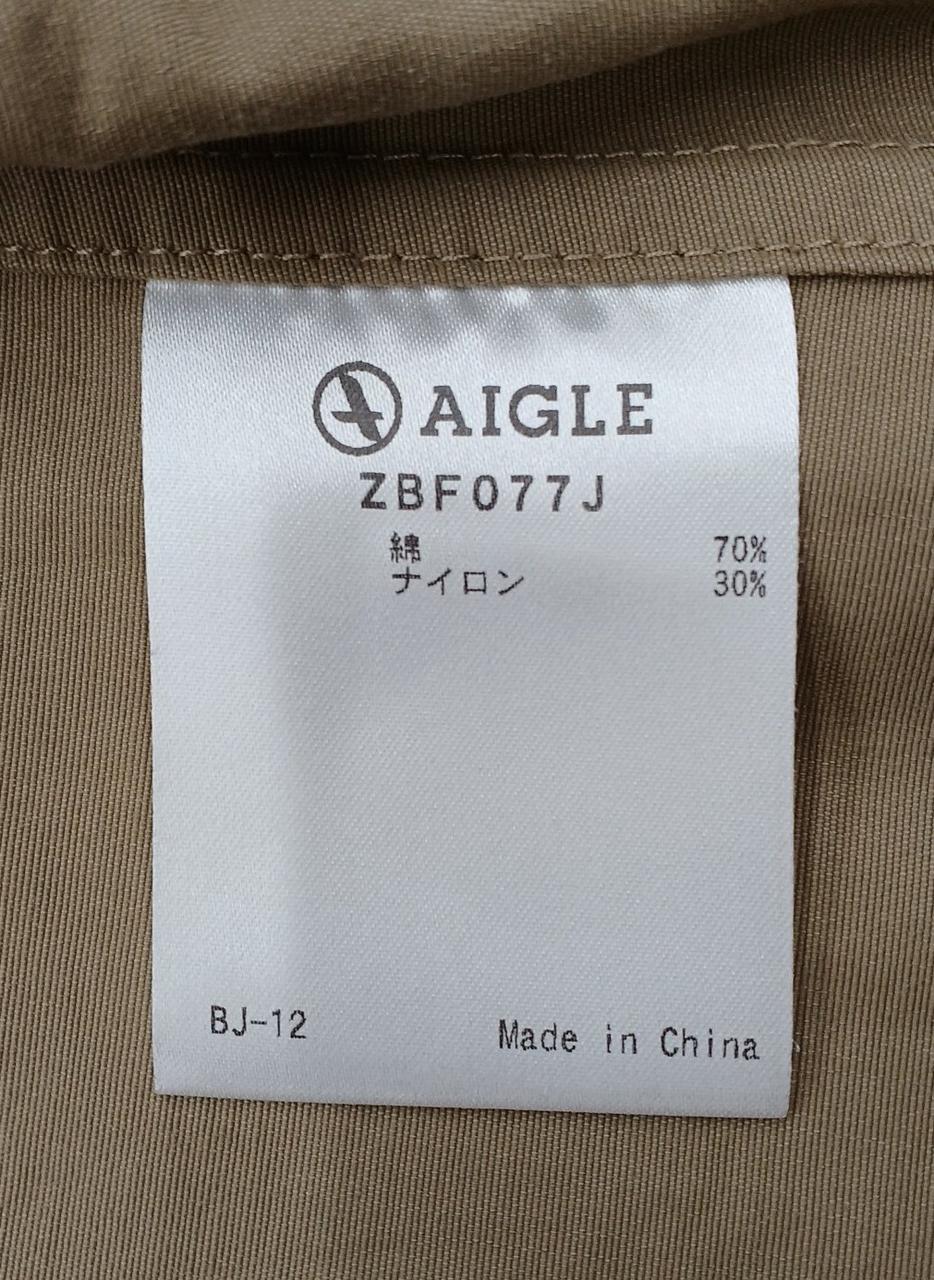 AIGLE
ZBF077J
綿 70%
ナイロン 30%
BJ-12 Made in China